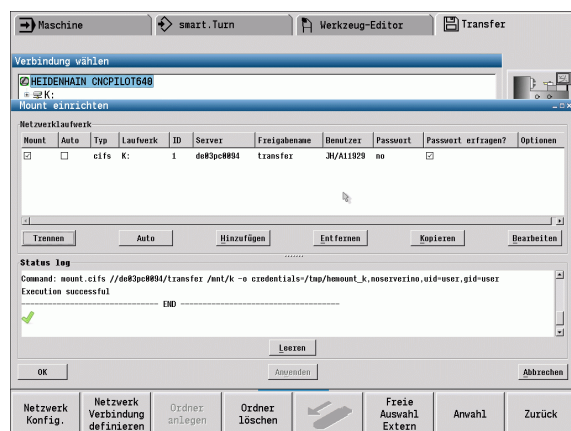 Maschine
smart.Turn
Werkzeug-Editor
Transfer
Verbindung wählen
HEIDENHAIN CNCPILOT640
K:
Mount einrichten
Netzwerklaufwerk
Mount Auto Typ Laufwerk ID Server Freigabename Benutzer Passwort Passwort erfragen? Optionen
cifs K: 1 de03pc0094 transfer JH/A11929 no
Trennen Auto Hinzufügen Entfernen Kopieren Bearbeiten
Status log
Command: mount.cifs //de03pc0094/transfer /mnt/k -o credentials=/tmp/hemount_k,noserverino,uid=user,gid=user
Execution successful
---------------------------------- END ----------------------------------
Leeren
OK Anwenden Abbrechen
Netzwerk Konfig.
Netzwerk Verbindung definieren
Ordner anlegen
Ordner löschen
Freie Auswahl Extern
Anwahl
Zurück